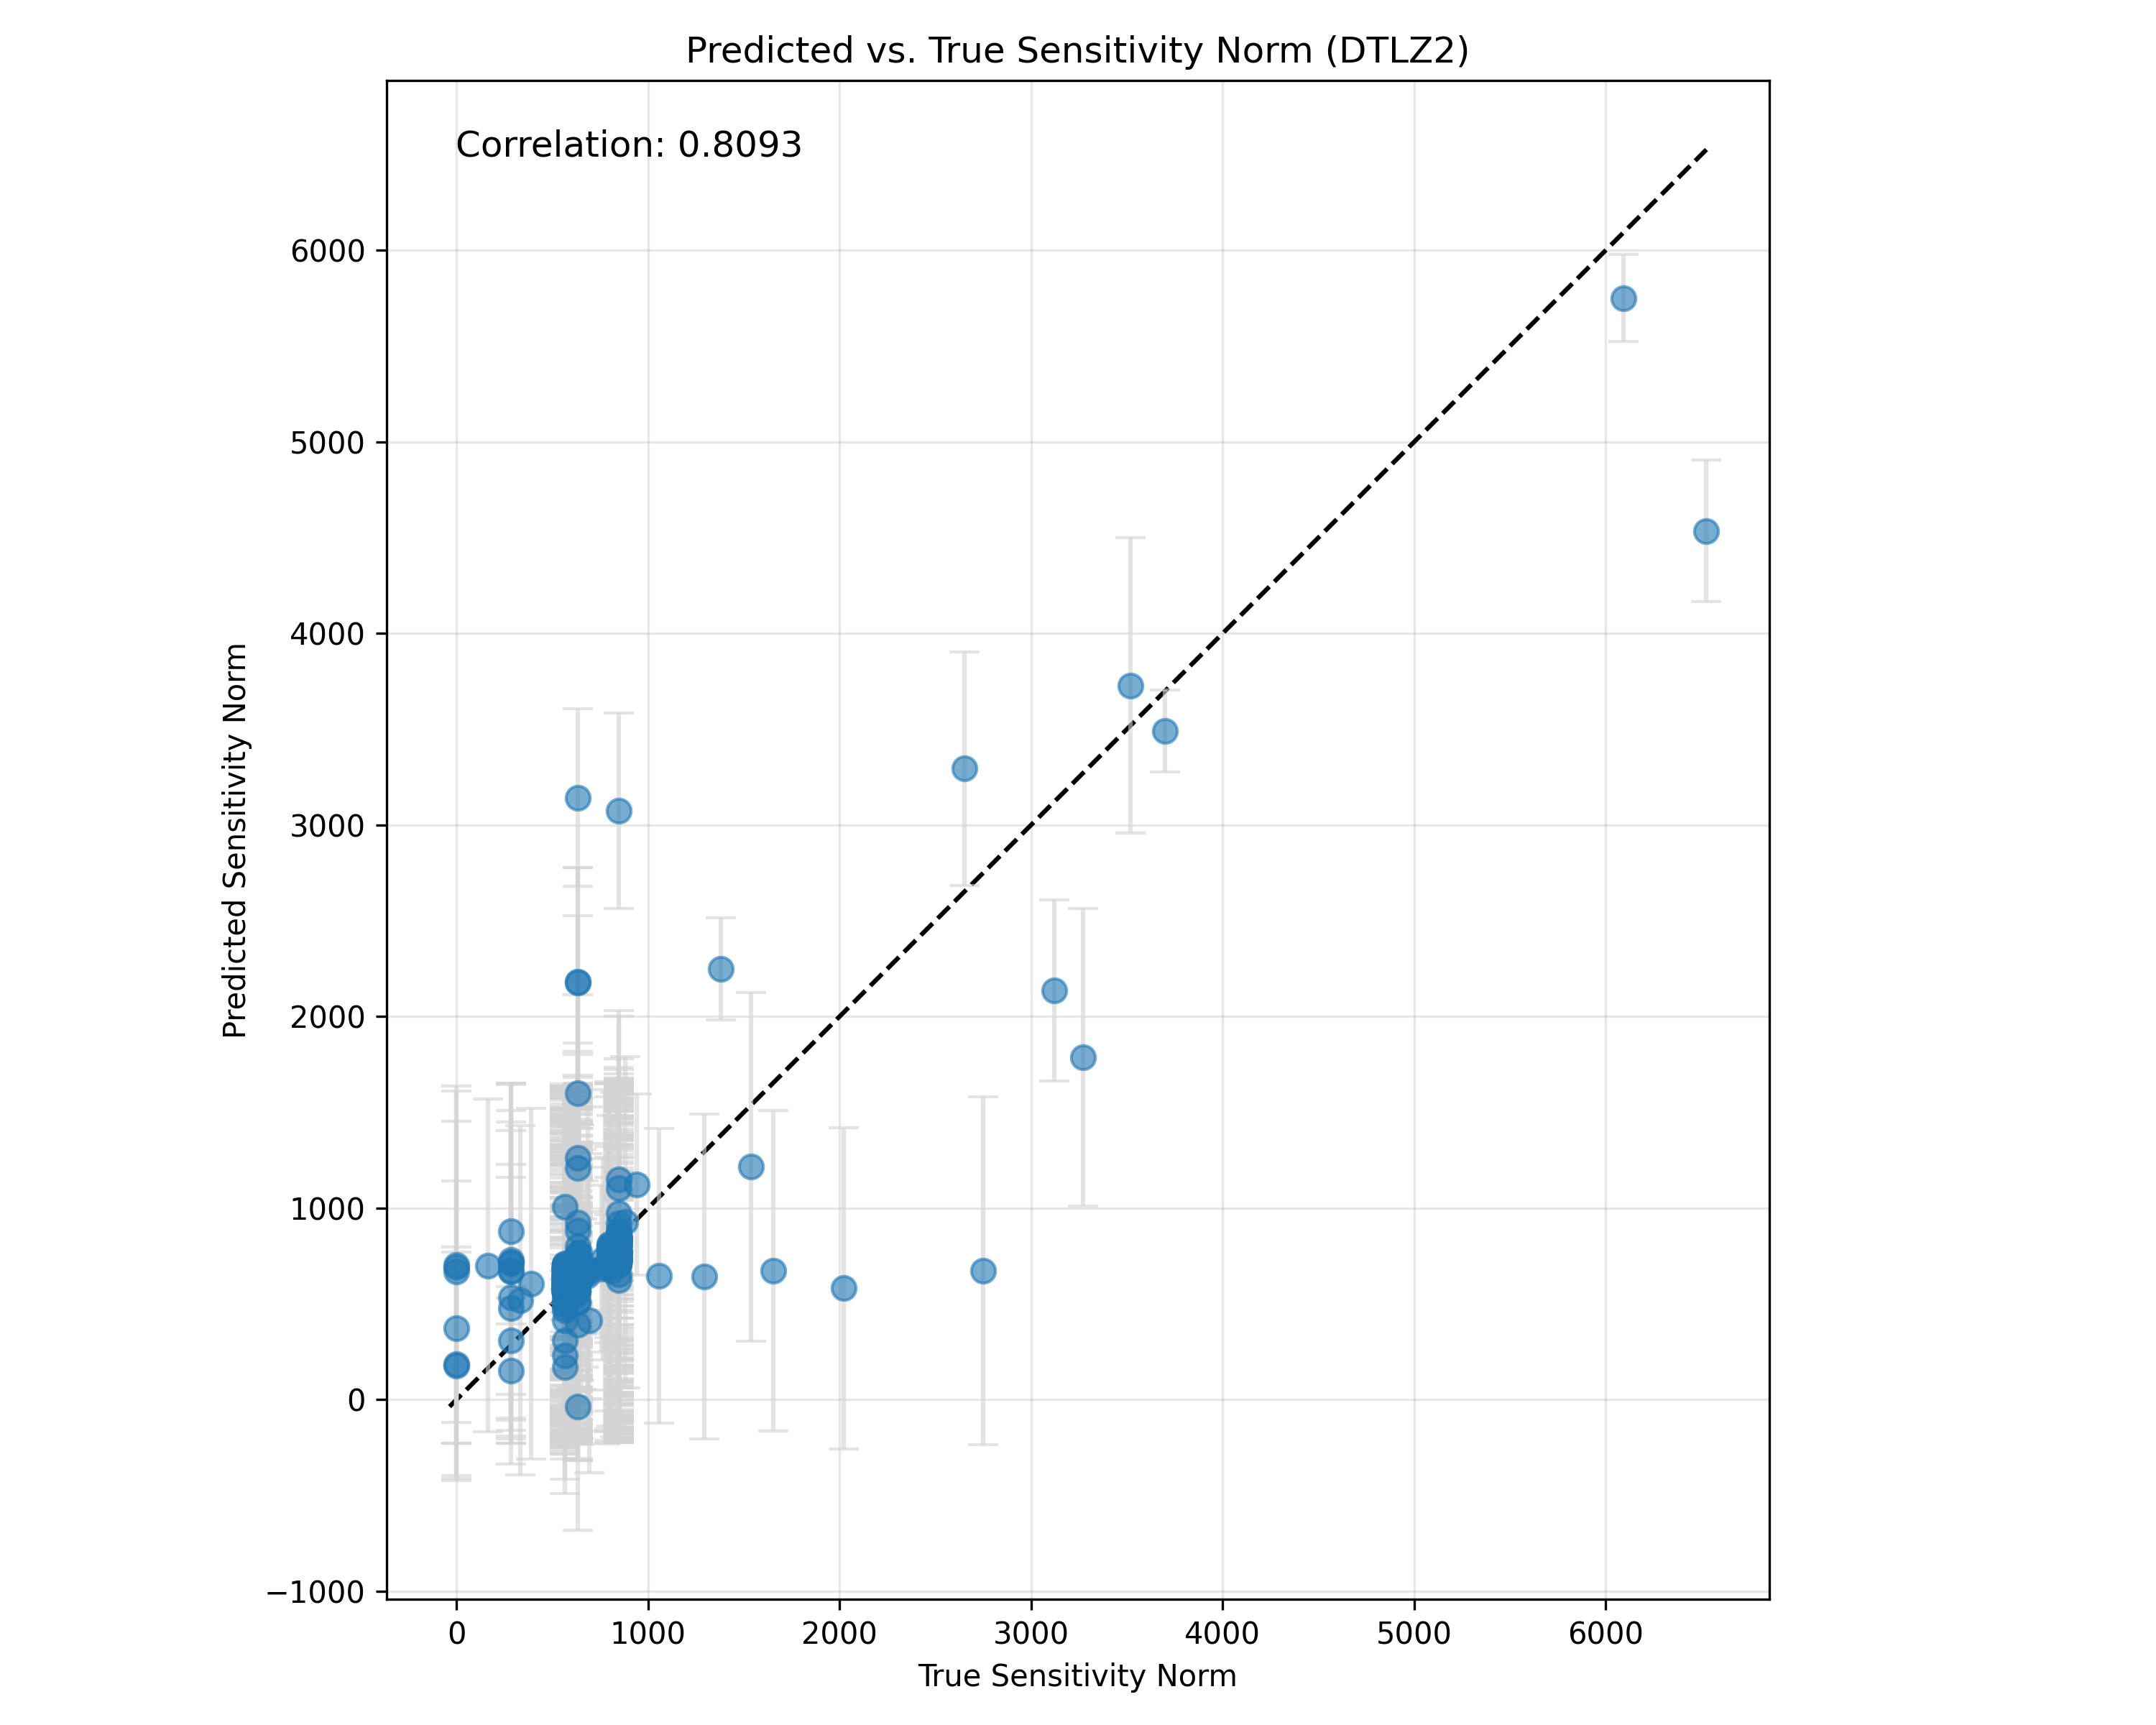 Predicted vs. True Sensitivity Norm (DTLZ2)
Correlation: 0.8093
6000
5000
4000
3000
2000
1000
0
−1000
Predicted Sensitivity Norm
0 1000 2000 3000 4000 5000 6000
True Sensitivity Norm